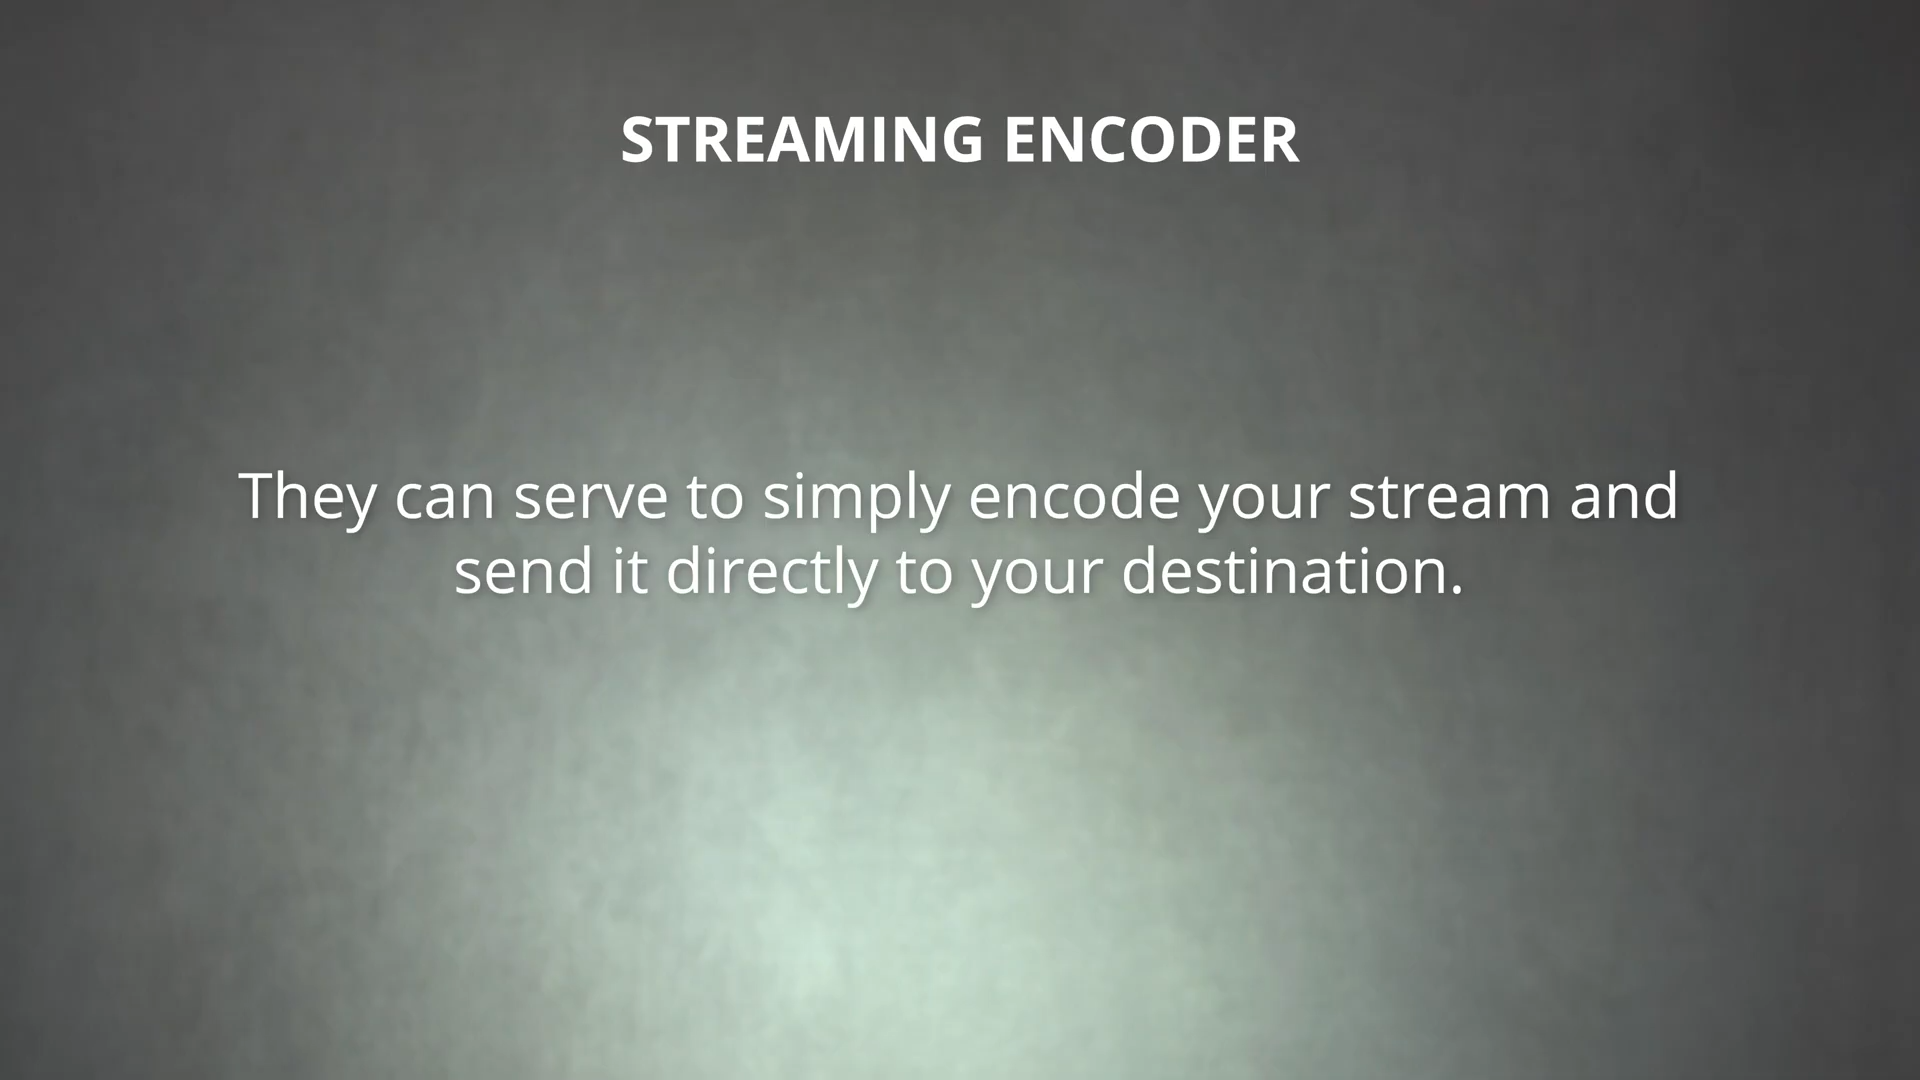 STREAMING ENCODER
They can serve to simply encode your stream and
send it directly to your destination.